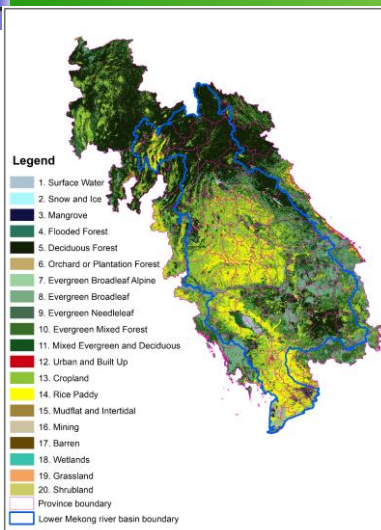 Legend
1. Surface Water
2. Snow and Ice
3. Mangrove
4. Flooded Forest
5. Deciduous Forest
6. Orchard or Plantation Forest
7. Evergreen Broadleaf Alpine
8. Evergreen Broadleaf
9. Evergreen Needleleaf
10. Evergreen Mixed Forest
11. Mixed Evergreen and Deciduous
12. Urban and Built Up
13. Cropland
14. Rice Paddy
15. Mudflat and Intertidal
16. Mining
17. Barren
18. Wetlands
19. Grassland
20. Shrubland
Province boundary
Lower Mekong river basin boundary